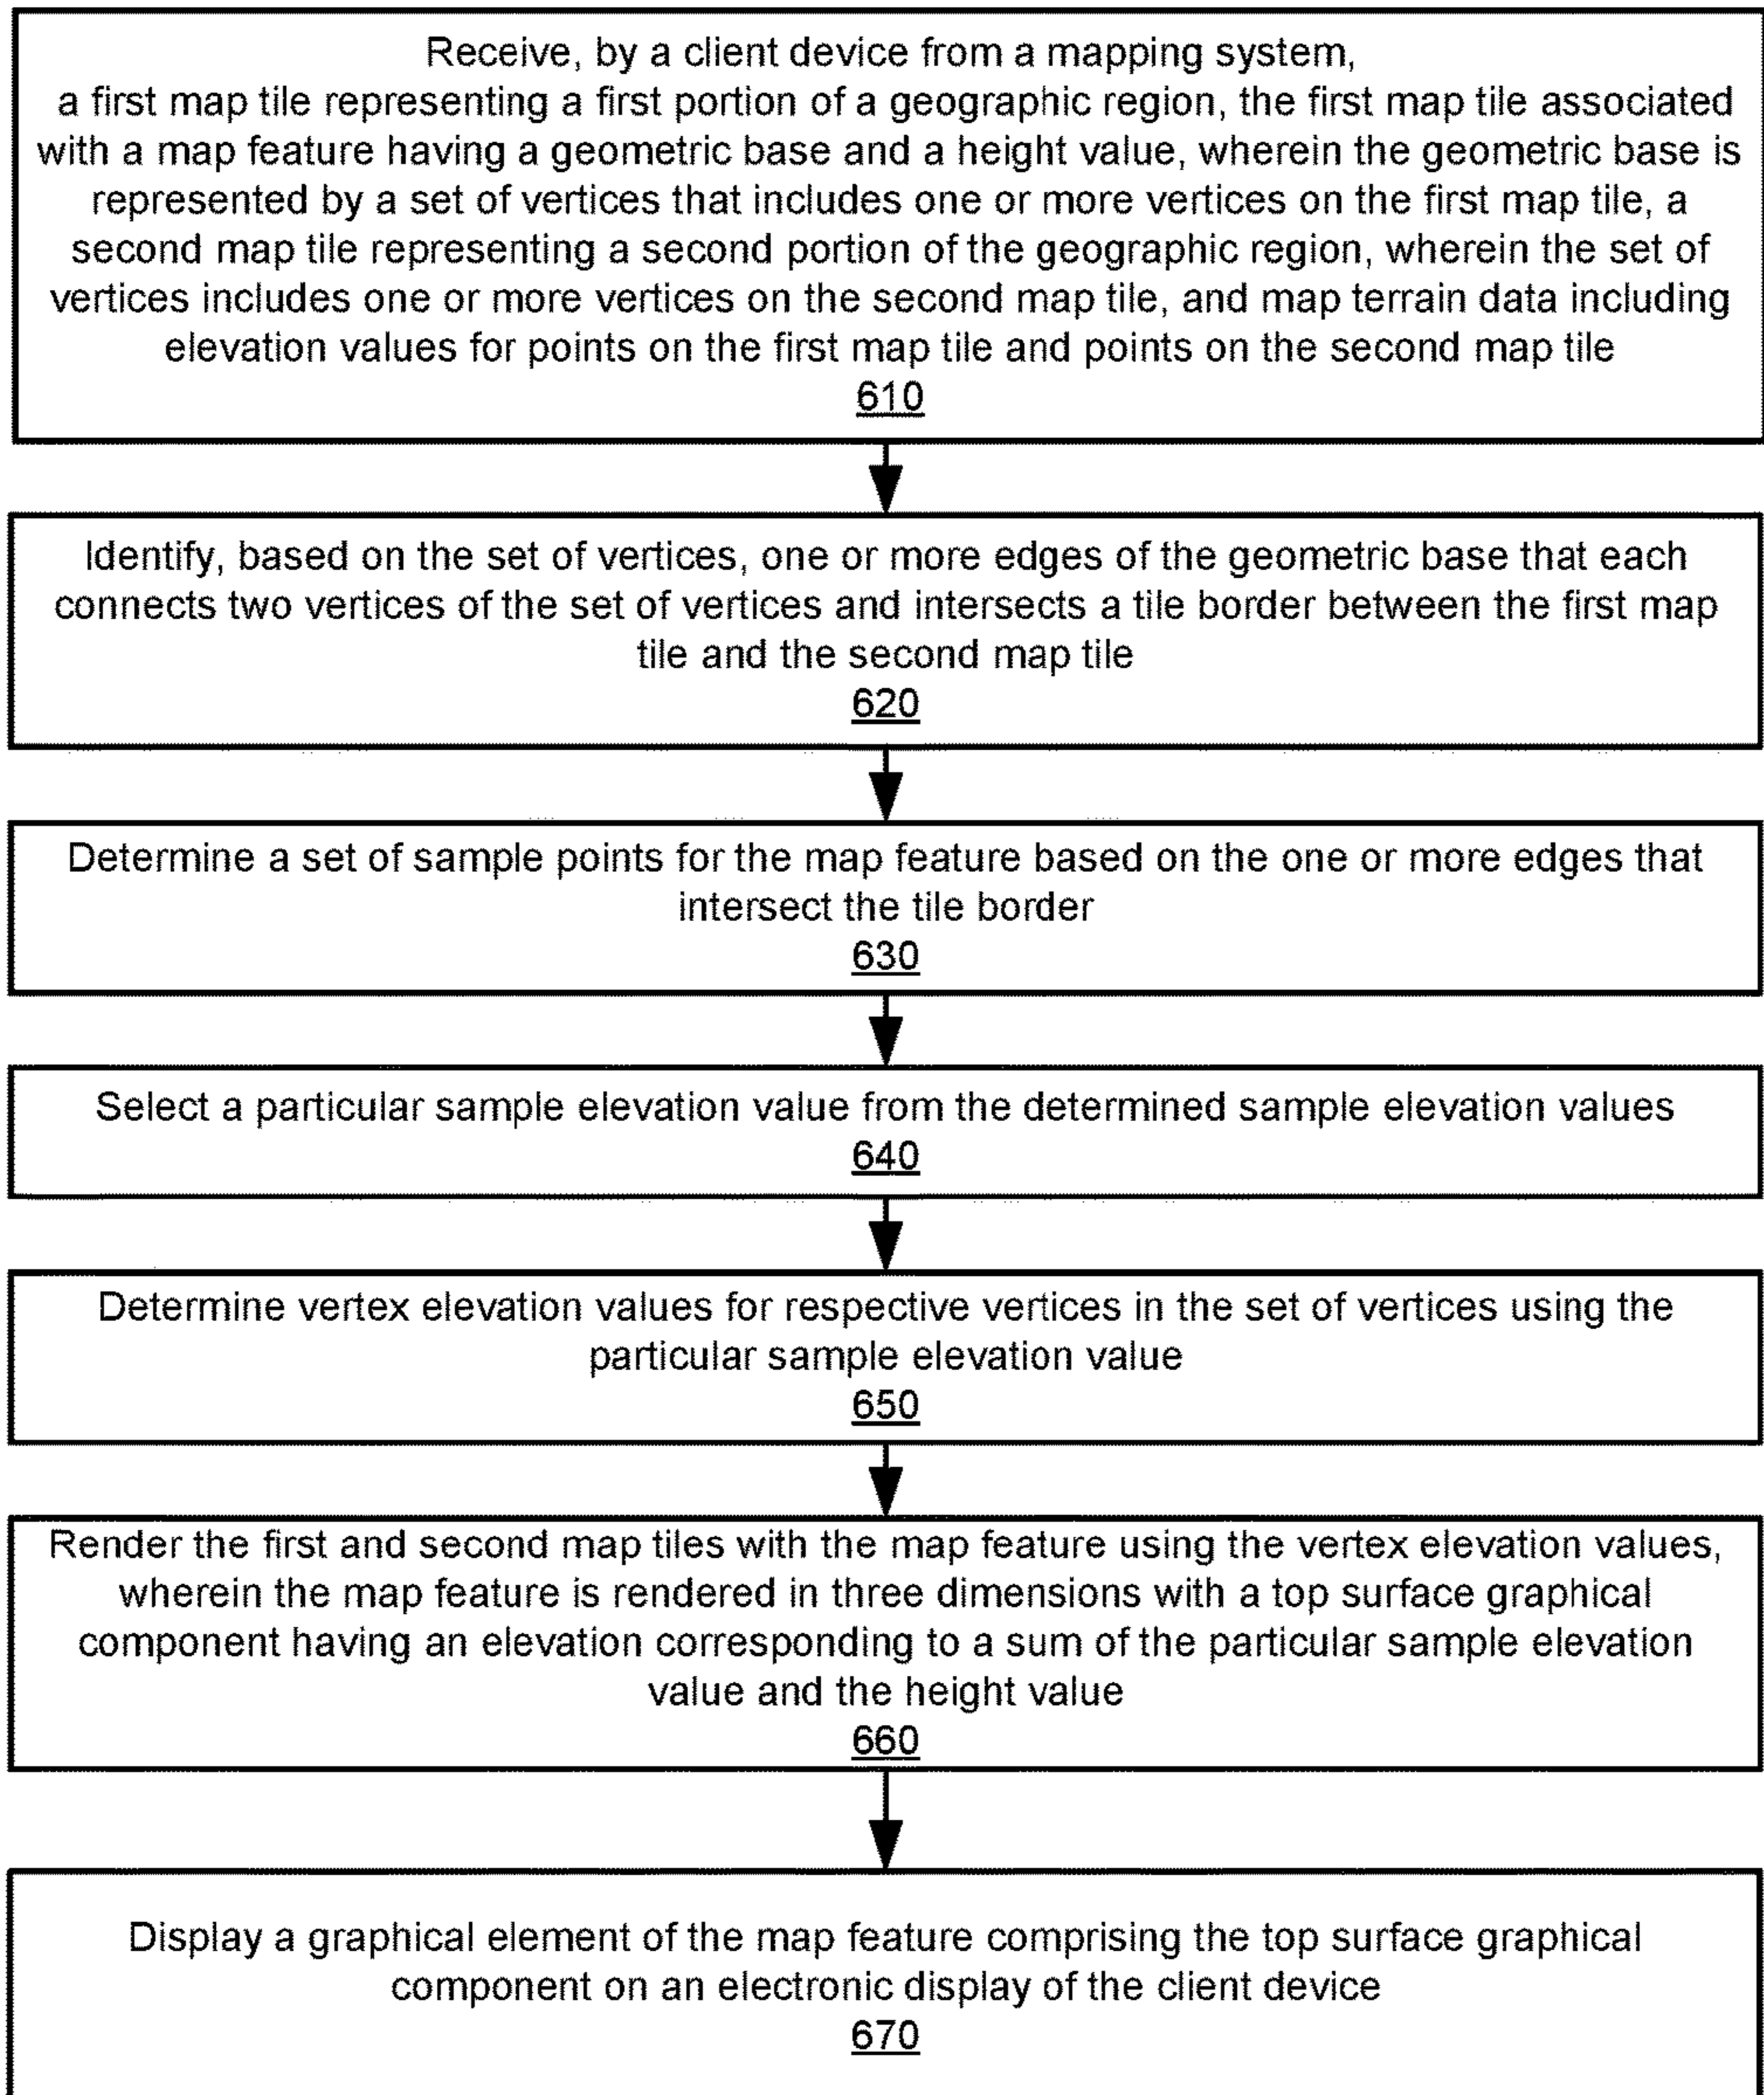 Receive, by a client device from a mapping system,
a first map tile representing a first portion of a geographic region, the first map tile associated
with a map feature having a geometric base and a height value, wherein the geometric base is
represented by a set of vertices that includes one or more vertices on the first map tile, a
second map tile representing a second portion of the geographic region, wherein the set of
vertices includes one or more vertices on the second map tile, and map terrain data including
elevation values for points on the first map tile and points on the second map tile
610
Identify, based on the set of vertices, one or more edges of the geometric base that each
connects two vertices of the set of vertices and intersects a tile border between the first map
tile and the second map tile
620
Determine a set of sample points for the map feature based on the one or more edges that
intersect the tile border
630
Select a particular sample elevation value from the determined sample elevation values
640
Determine vertex elevation values for respective vertices in the set of vertices using the
particular sample elevation value
650
Render the first and second map tiles with the map feature using the vertex elevation values,
wherein the map feature is rendered in three dimensions with a top surface graphical
component having an elevation corresponding to a sum of the particular sample elevation
value and the height value
660
Display a graphical element of the map feature comprising the top surface graphical
component on an electronic display of the client device
670